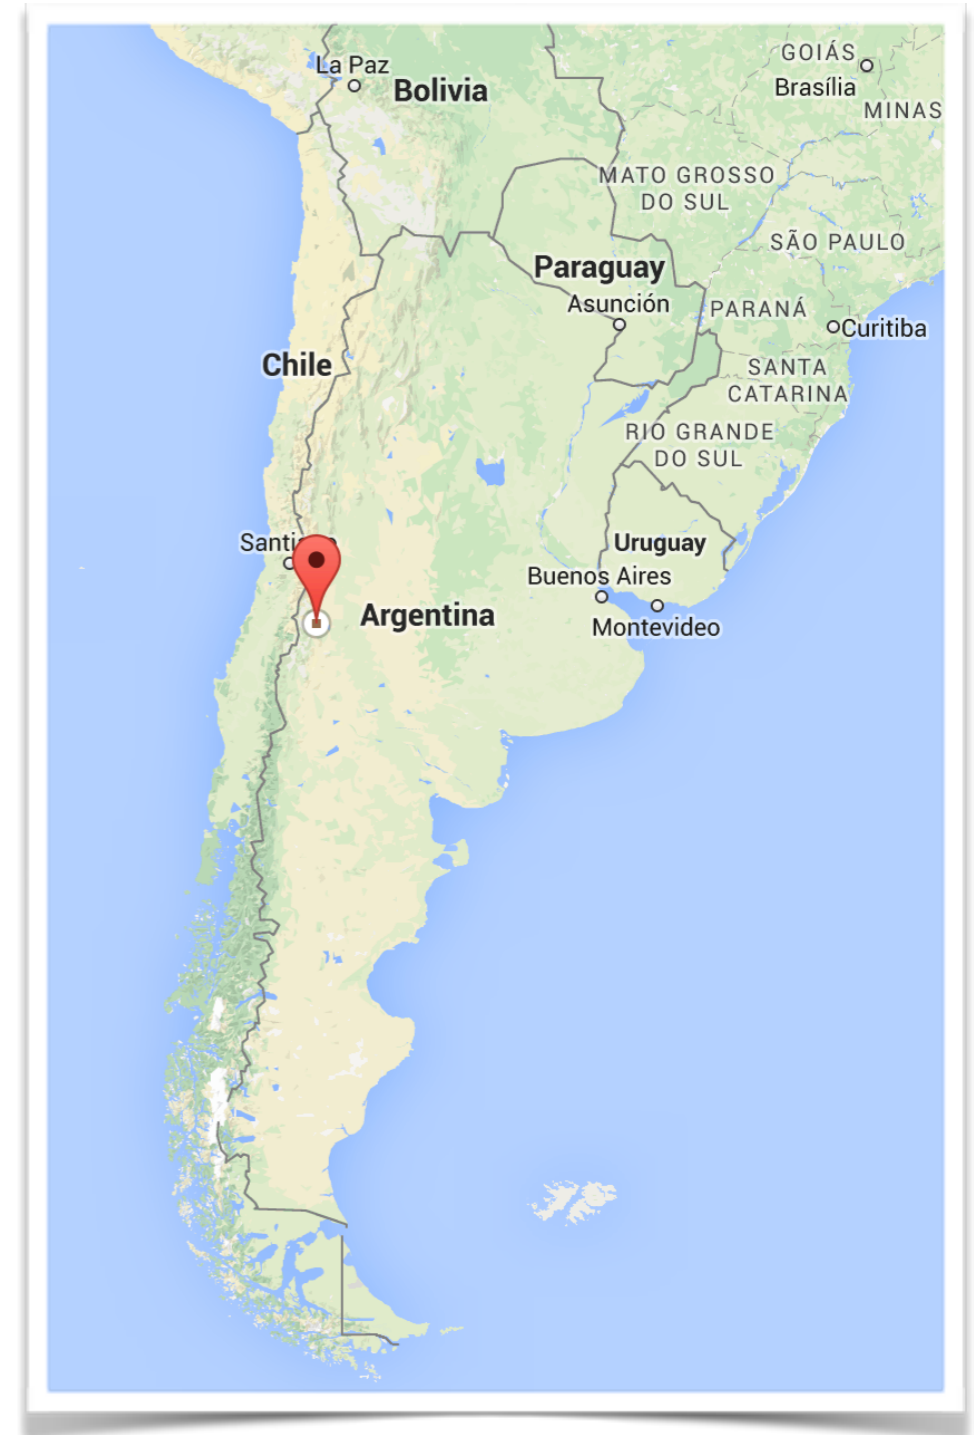 La Paz
Bolivia
GOIÁS
Brasília
MINAS
MATO GROSSO
DO SUL
SÃO PAULO
Paraguay
Asunción
PARANÁ
Curitiba
Chile
SANTA
CATARINA
RIO GRANDE
DO SUL
Santi
Uruguay
Buenos Aires
Argentina
Montevideo